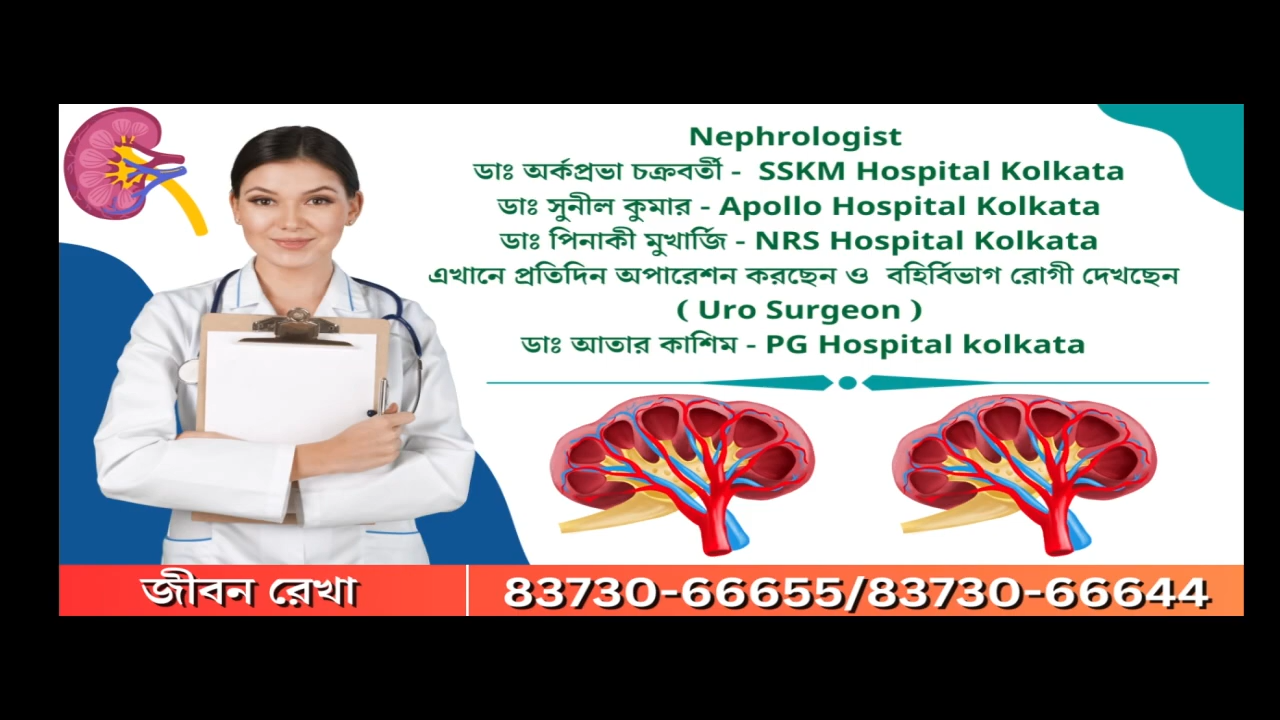 Nephrologist
ডাঃ অর্কপ্রভা চক্রবর্তী - SSKM Hospital Kolkata
ডাঃ সুনীল কুমার - Apollo Hospital Kolkata
ডাঃ পিনাকী মুখার্জি - NRS Hospital Kolkata
এখানে প্রতিদিন অপারেশন করছেন ও বহির্বিভাগ রোগী দেখছেন
( Uro Surgeon )
ডাঃ আতার কাশিম - PG Hospital kolkata
জীবন রেখা
83730-66655/83730-66644